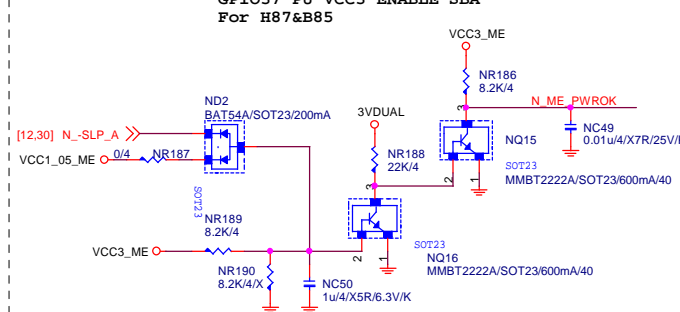 For H87&B85
VCC3_ME
NR186
8.2K/4
ND2
BAT54A/SOT23/200mA
3VDUAL
3
N_ME_PWROK
[12,30] N_-SLP_A
NR188
22K/4
NQ15
NC49
0.01u/4/X7R/25V/
VCC1_05_ME
0/4
NR187
SOT23
2
1
MMBT2222A/SOT23/600mA/40
3
SOT23
NR189
8.2K/4
VCC3_ME
SOT23
NQ16
MMBT2222A/SOT23/600mA/40
2
1
NR190
8.2K/4/X
NC50
1u/4/X5R/6.3V/K